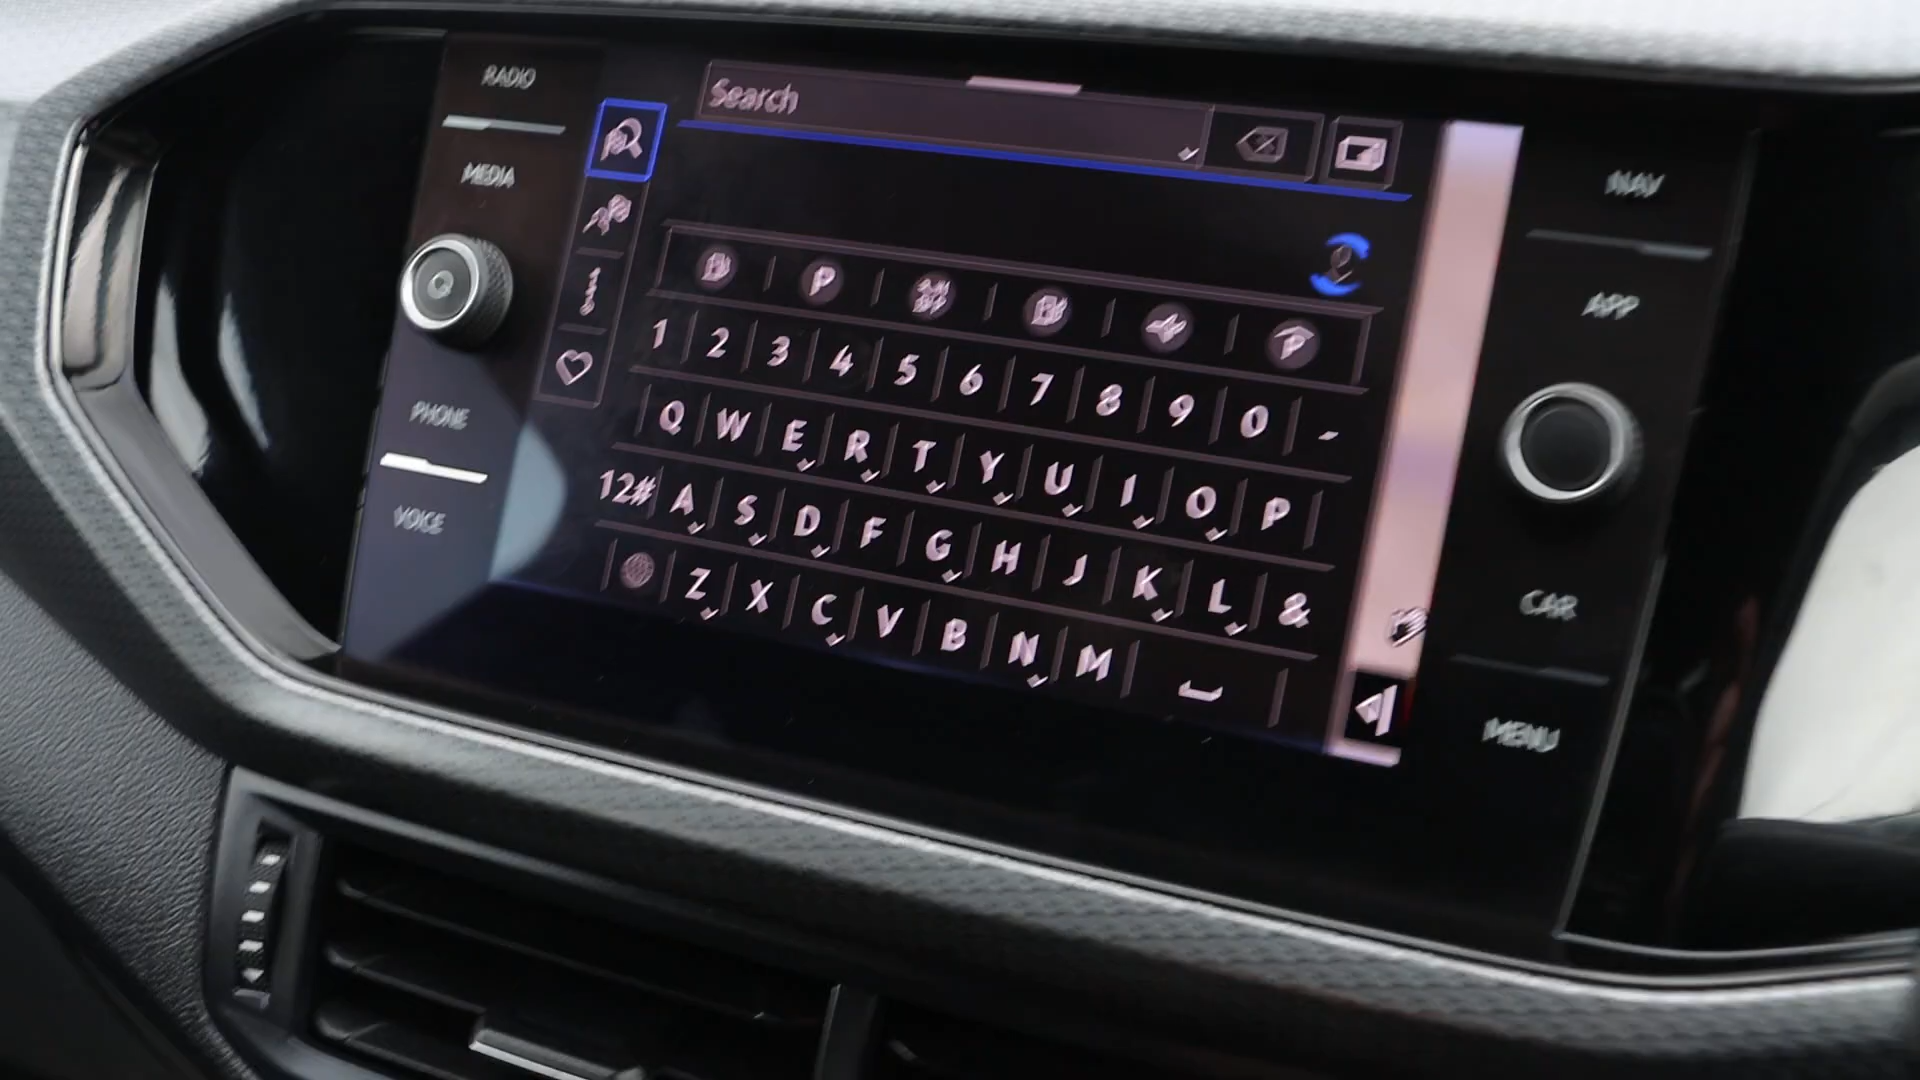 RADIO
MEDIA
PHONE
VOICE
Search
P
P
1 2 3 4 5 6 7 8 9 0 -
Q W E R T Y U I O P
12# A S D F G H J K L &
Z X C V B N M
NAV
APP
CAR
MENU